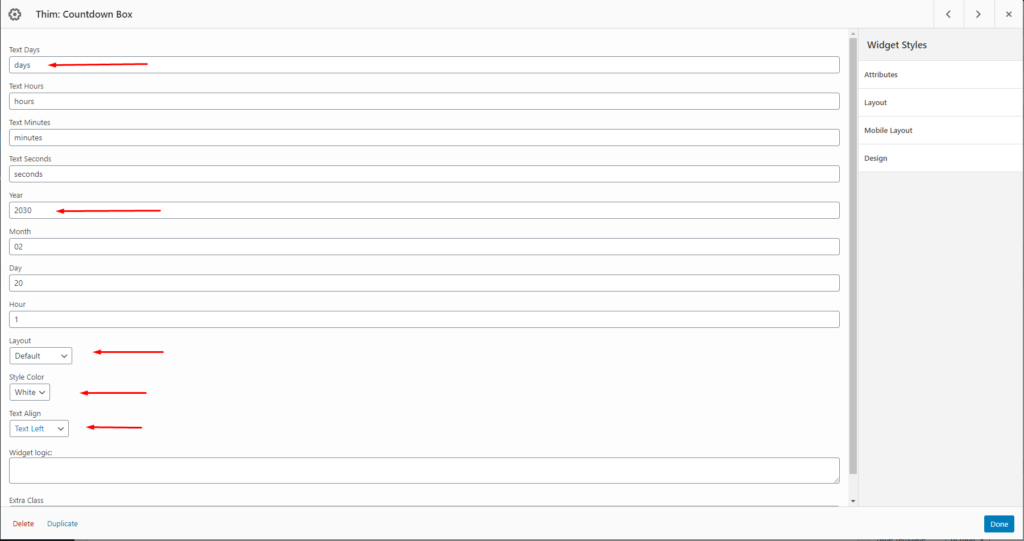 Thim: Countdown Box
Text Days
days
Text Hours
hours
Text Minutes
minutes
Text Seconds
seconds
Year
2030
Month
02
Day
20
Hour
1
Layout
Default
Style Color
White
Text Align
Text Left
Widget logic:
Extra Class
Widget Styles
Attributes
Layout
Mobile Layout
Design
Delete Duplicate
Done